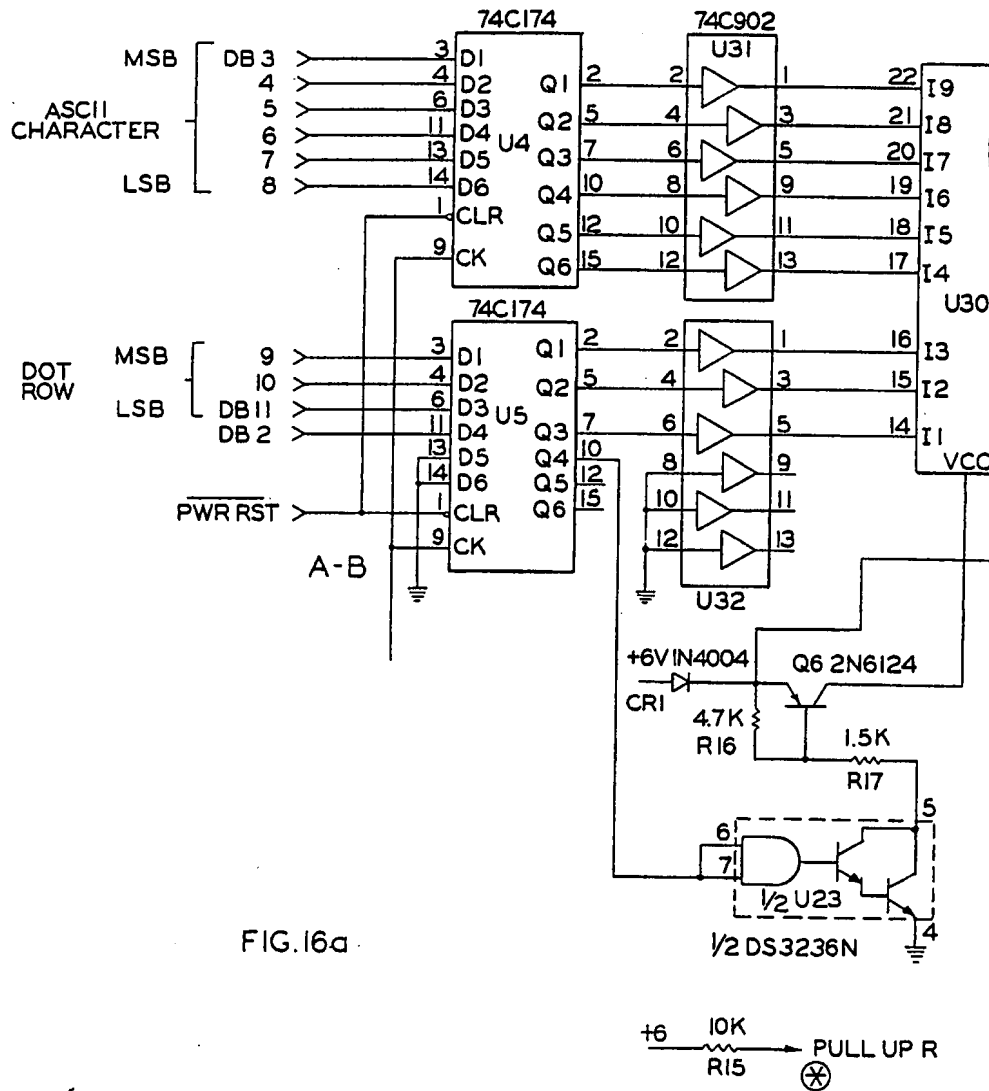 74C174
74C902
U31
MSB DB 3 3 D1 Q1 2 2 1 22 I9
4 4 D2
ASCII CHARACTER
5 6 D3 Q2 5 4 3 21 I8
6 11 D4 U4
7 13 D5 Q3 7 6 5 20 I7
LSB 8 14 D6 Q4 10 8 9 19 I6
1 CLR
Q5 12 10 11 18 I5
9 CK
Q6 15 12 13 17 I4
U30
74C174
MSB 9 3 D1 Q1 2 2 1 16 I3
DOT ROW
10 4 D2 Q2 5 4 3 15 I2
LSB DB 11 6 D3 U5
DB 2 11 D4 Q3 7 6 5 14 I1
13 D5 Q4 10
14 D6 Q5 12 8 9
VCC
PWR RST 1 CLR Q6 15 10 11
9 CK 12 13
A-B
U32
+6V IN4004 Q6 2N6124
CR1
4.7K
R16
1.5K
R17
5
6
7
1/2 U23
4
1/2 DS3236N
FIG.16a
+6 10K PULL UP R
R15